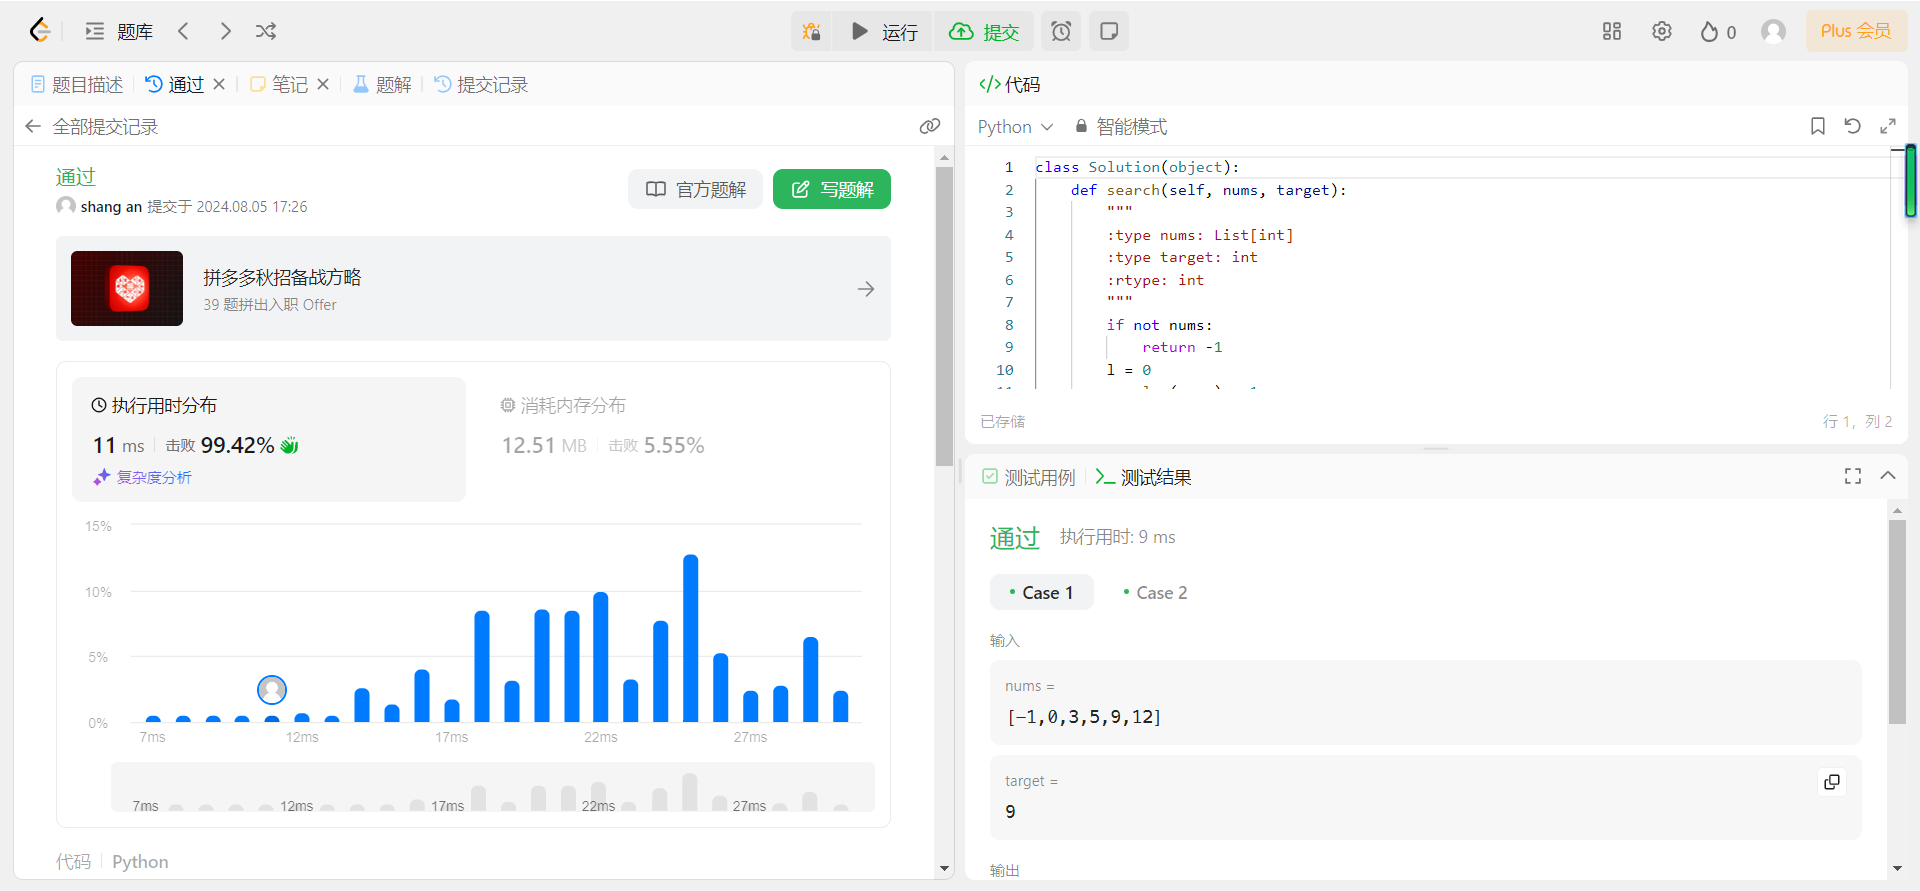 题库
运行
提交
0
Plus 会员
题目描述
通过
笔记
题解
提交记录
全部提交记录
通过
shang an 提交于 2024.08.05 17:26
官方题解
写题解
拼多多秋招备战方略
39 题拼出入职 Offer
执行用时分布
11 ms
击败 99.42%
复杂度分析
消耗内存分布
12.51 MB
击败 5.55%
15%
10%
5%
0%
7ms 12ms 17ms 22ms 27ms
7ms 12ms 17ms 22ms 27ms
代码
Python
</> 代码
Python
智能模式
1 class Solution(object):
2 def search(self, nums, target):
3 """
4 :type nums: List[int]
5 :type target: int
6 :rtype: int
7 """
8 if not nums:
9 return -1
10 l = 0
已存储
行 1, 列 2
测试用例
测试结果
通过
执行用时: 9 ms
Case 1
Case 2
输入
nums =
[-1,0,3,5,9,12]
target =
9
输出